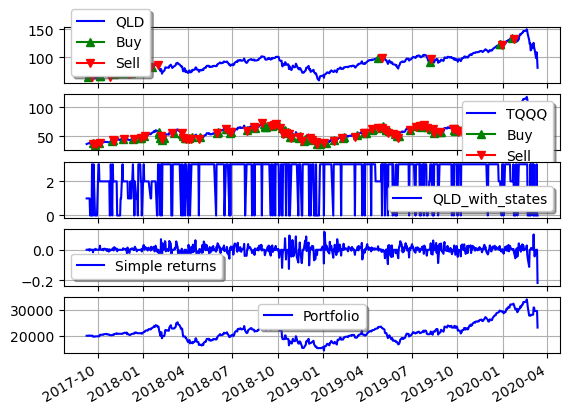 150
100
QLD
Buy
Sell
100
50
TQQQ
Buy
Sell
2
0
QLD_with_states
0.0
−0.2
Simple returns
30000
20000
Portfolio
2017-10 2018-01 2018-04 2018-07 2018-10 2019-01 2019-04 2019-07 2019-10 2020-01 2020-04